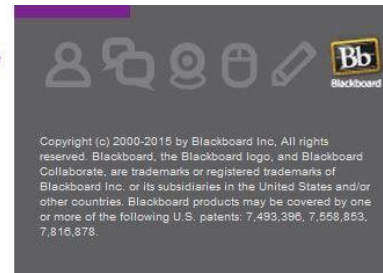 Bb
Blackboard
Copyright (c) 2000-2015 by Blackboard Inc, All rights
reserved. Blackboard, the Blackboard logo, and Blackboard
Collaborate, are trademarks or registered trademarks of
Blackboard Inc. or its subsidiaries in the United States and/or
other countries. Blackboard products may be covered by one
or more of the following U.S. patents: 7,493,396, 7,558,853,
7,816,878.